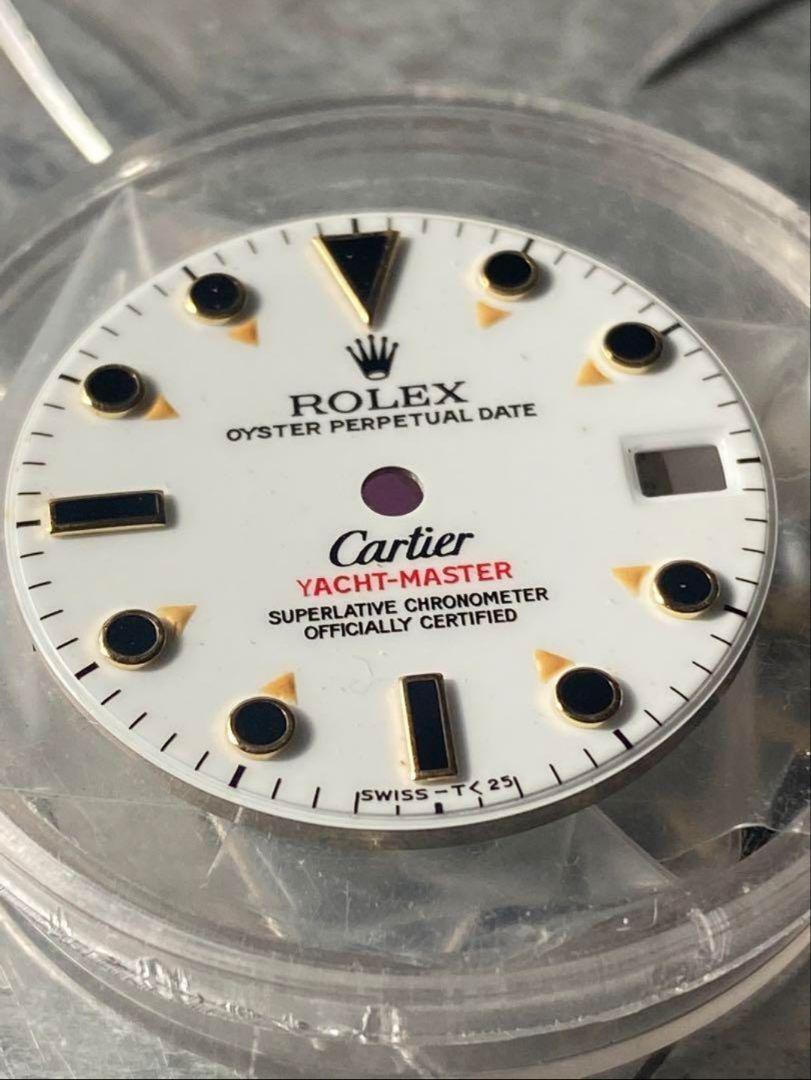 ROLEX
OYSTER PERPETUAL DATE
Cartier
YACHT-MASTER
SUPERLATIVE CHRONOMETER
OFFICIALLY CERTIFIED
SWISS – T< 25